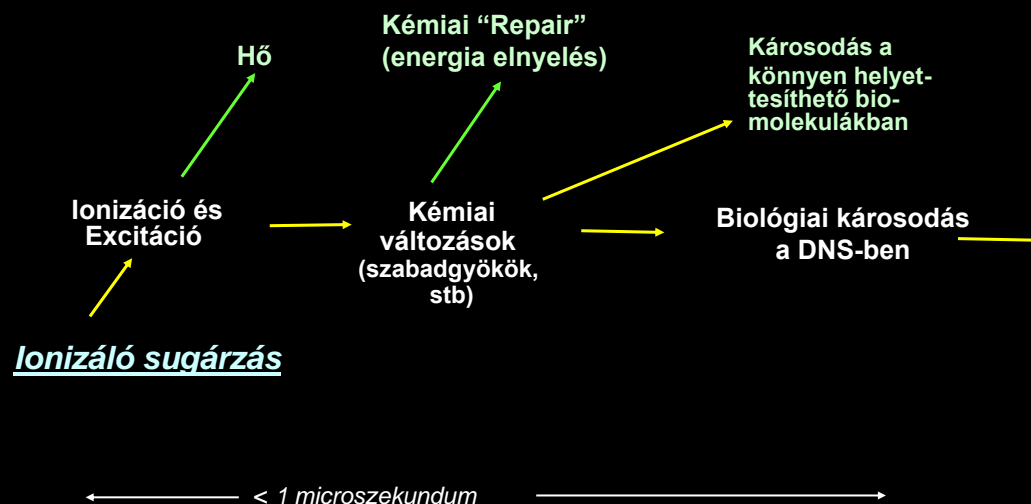 Hő
Kémiai “Repair”
(energia elnyelés)
Károsodás a
könnyen helyet-
tesíthető bio-
molekulákban
Ionizáció és
Excitáció
Kémiai
változások
(szabadgyökök,
stb)
Biológiai károsodás
a DNS-ben
Ionizáló sugárzás
< 1 microszekundum